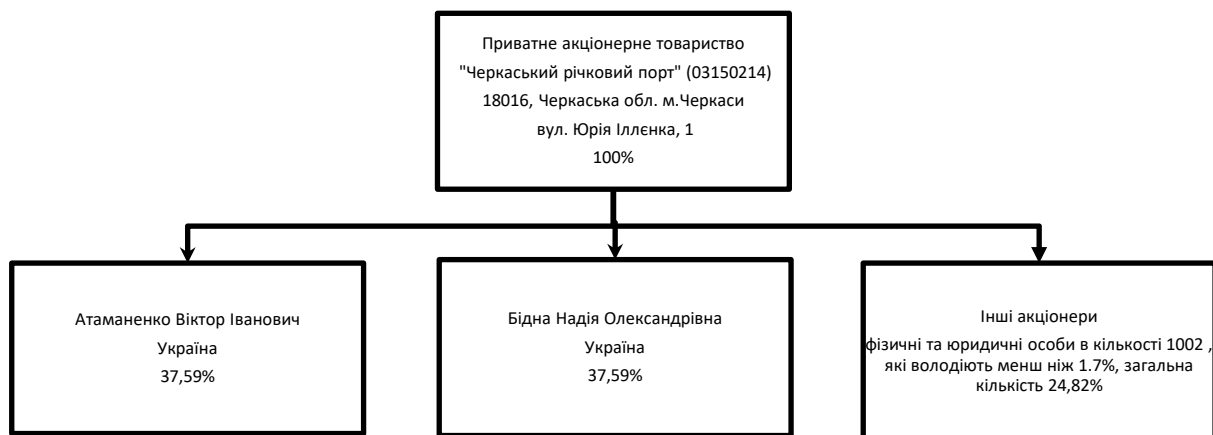 Приватне акціонерне товариство
"Черкаський річковий порт" (03150214)
18016, Черкаська обл. м.Черкаси
вул. Юрія Іллєнка, 1
100%
Атаманенко Віктор Іванович
Україна
37,59%
Бідна Надія Олександрівна
Україна
37,59%
Інші акціонери
фізичні та юридичні особи в кількості 1002 ,
які володіють менш ніж 1.7%, загальна
кількість 24,82%